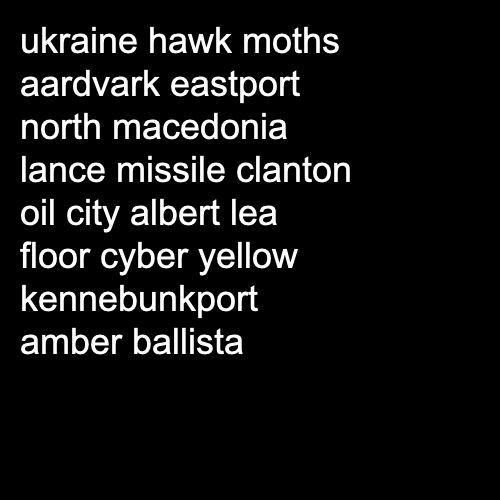 ukraine hawk moths
aardvark eastport
north macedonia
lance missile clanton
oil city albert lea
floor cyber yellow
kennebunkport
amber ballista